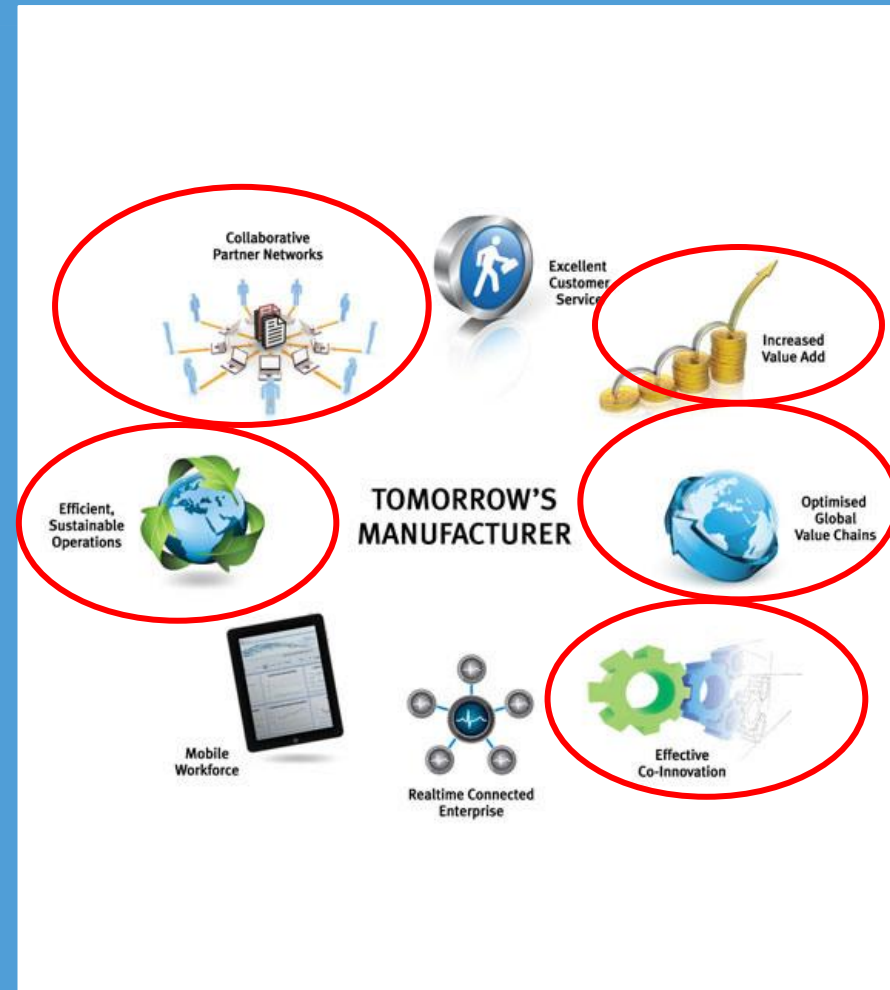 Collaborative
Partner Networks
Excellent
Customer
Service
Increased
Value Add
Efficient,
Sustainable
Operations
TOMORROW'S
MANUFACTURER
Optimised
Global
Value Chains
Mobile
Workforce
Realtime Connected
Enterprise
Effective
Co-Innovation